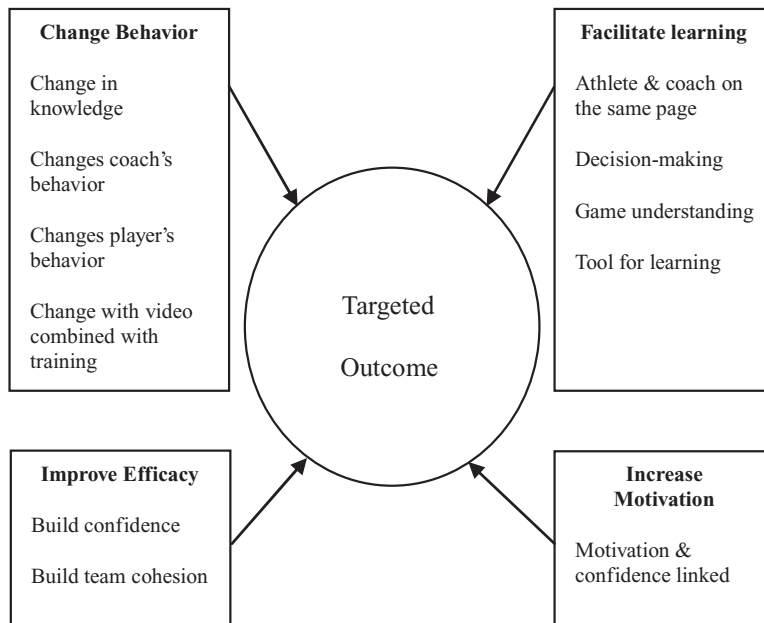 Change Behavior
Change in
knowledge
Changes coach's
behavior
Changes player's
behavior
Change with video
combined with
training
Facilitate learning
Athlete & coach on
the same page
Decision-making
Game understanding
Tool for learning
Targeted
Outcome
Improve Efficacy
Build confidence
Build team cohesion
Increase
Motivation
Motivation &
confidence linked